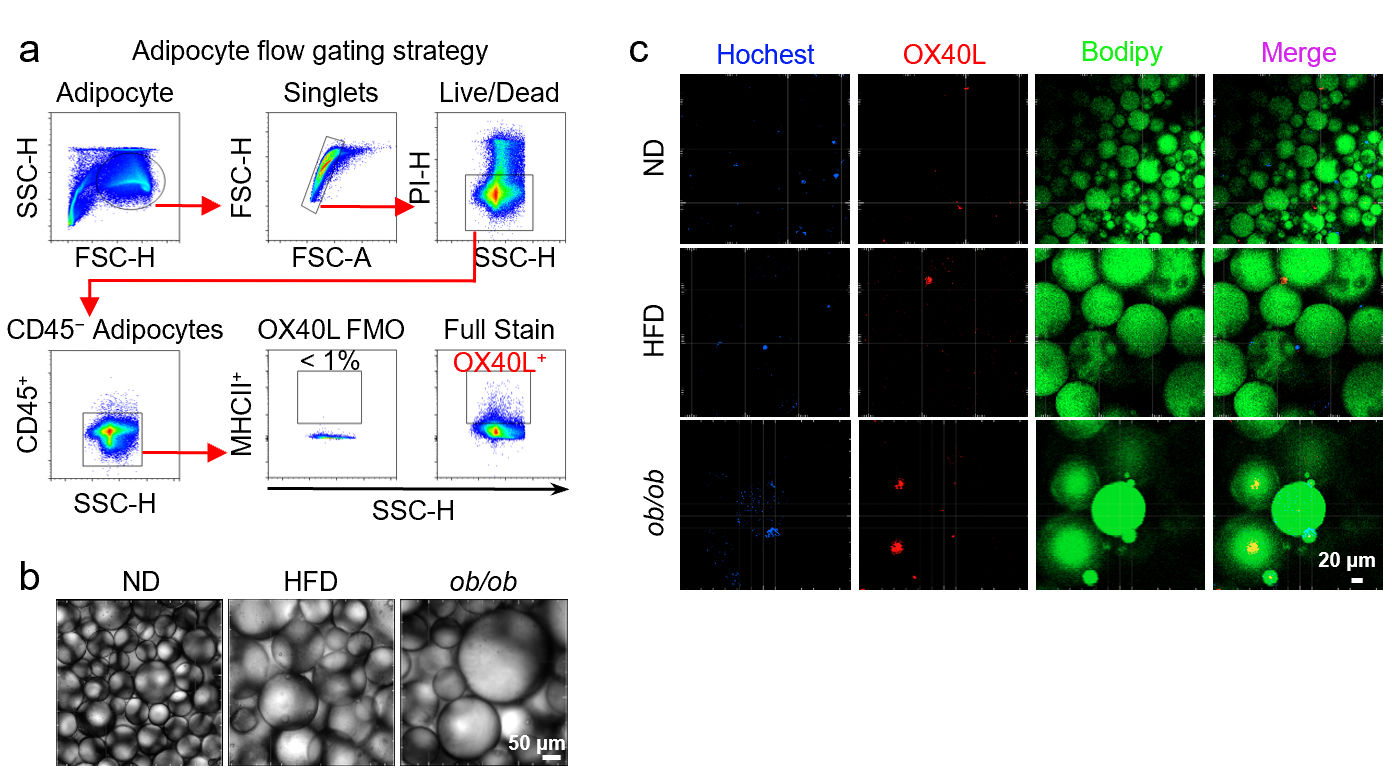 a
Adipocyte flow gating strategy
Adipocyte
Singlets
Live/Dead
SSC-H
FSC-H
FSC-H
FSC-A
PI-H
SSC-H
CD45⁻ Adipocytes
OX40L FMO
Full Stain
< 1%
OX40L⁺
CD45⁺
SSC-H
MHCII⁺
SSC-H
b
ND
HFD
ob/ob
50 µm
c
Hochest
OX40L
Bodipy
Merge
ND
HFD
ob/ob
20 µm